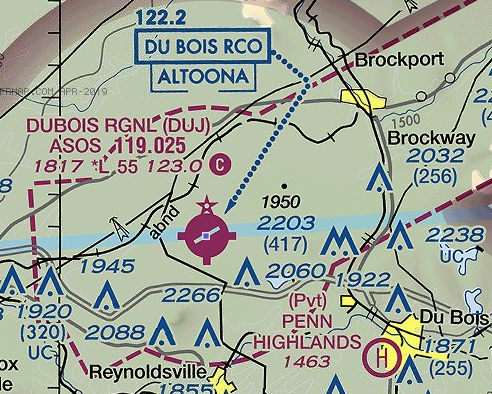 122.2
DU BOIS RCO
ALTOONA
Brockport
APR-2019
1500
DUBOIS RGNL (DUJ)
ASOS 119.025
1817 *L 55 123.0 C
Brockway
2032
(256)
1950
2203
(417)
abnd
2238
UC
1945
2060
1922
2266
1920
(320)
UC
2088
(Pvt)
PENN
HIGHLANDS
1463
H
Du Bois
1871
(255)
Reynoldsville
1855